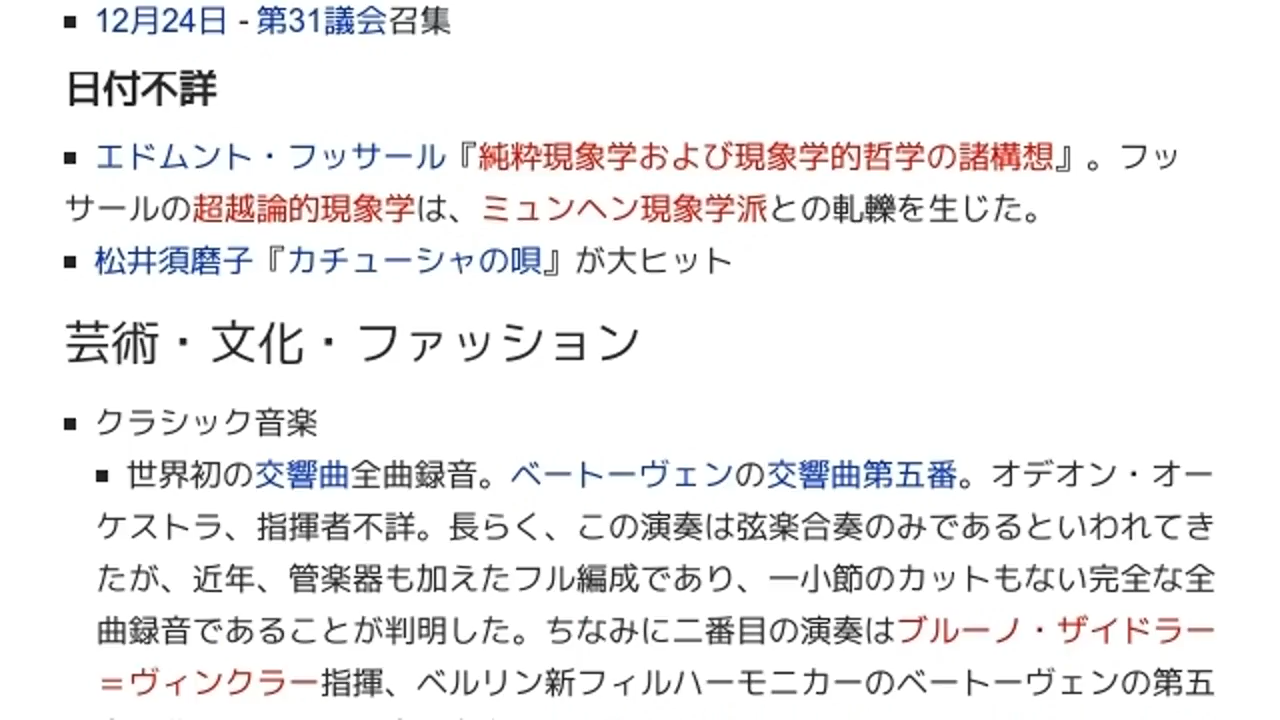 ▪ 12月24日 - 第31議会召集
日付不詳
▪ エドムント・フッサール『純粋現象学および現象学的哲学の諸構想』。フッ
サールの超越論的現象学は、ミュンヘン現象学派との軋轢を生じた。
▪ 松井須磨子『カチューシャの唄』が大ヒット
芸術・文化・ファッション
▪ クラシック音楽
▪ 世界初の交響曲全曲録音。ベートーヴェンの交響曲第五番。オデオン・オー
ケストラ、指揮者不詳。長らく、この演奏は弦楽合奏のみであるといわれてき
たが、近年、管楽器も加えたフル編成であり、一小節のカットもない完全な全
曲録音であることが判明した。ちなみに二番目の演奏はブルーノ・ザイドラー
＝ヴィンクラー指揮、ベルリン新フィルハーモニカーのベートーヴェンの第五